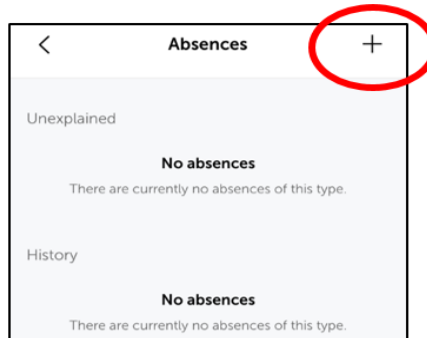 Absences
Unexplained
No absences
There are currently no absences of this type.
History
No absences
There are currently no absences of this type.